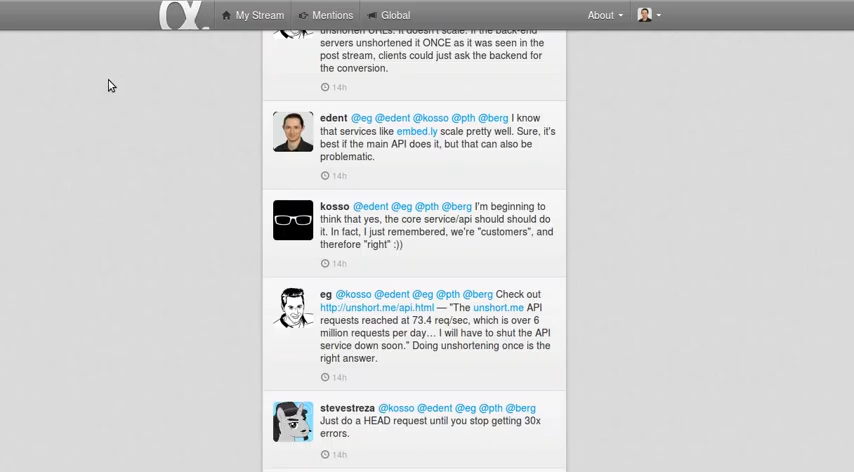 α.
My Stream
Mentions
Global
About
unshorten URLs. It doesn't scale. If the back-end
servers unshortened it ONCE as it was seen in the
post stream, clients could just ask the backend for
the conversion.
14h
edent @eg @edent @kosso @pth @berg I know
that services like embed.ly scale pretty well. Sure, it's
best if the main API does it, but that can also be
problematic.
14h
kosso @edent @eg @pth @berg I'm beginning to
think that yes, the core service/api should should do
it. In fact, I just remembered, we're "customers", and
therefore "right" :))
14h
eg @kosso @edent @eg @pth @berg Check out
http://unshort.me/api.html — "The unshort.me API
requests reached at 73.4 req/sec, which is over 6
million requests per day… I will have to shut the API
service down soon." Doing unshortening once is the
right answer.
14h
stevestreza @kosso @edent @eg @pth @berg
Just do a HEAD request until you stop getting 30x
errors.
14h